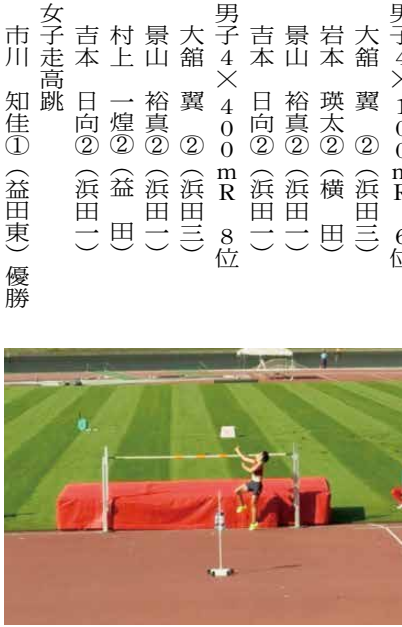 男子4×100mR 6位
大舘 翼 ②(浜田三)
岩本 瑛太②(横 田)
景山 裕真②(浜田一)
吉本 日向②(浜田一)
男子4×400mR 8位
大舘 翼 ②(浜田三)
景山 裕真②(浜田一)
村上 一煌②(益 田)
吉本 日向②(浜田一)
女子走高跳
市川 知佳①(益田東)優勝